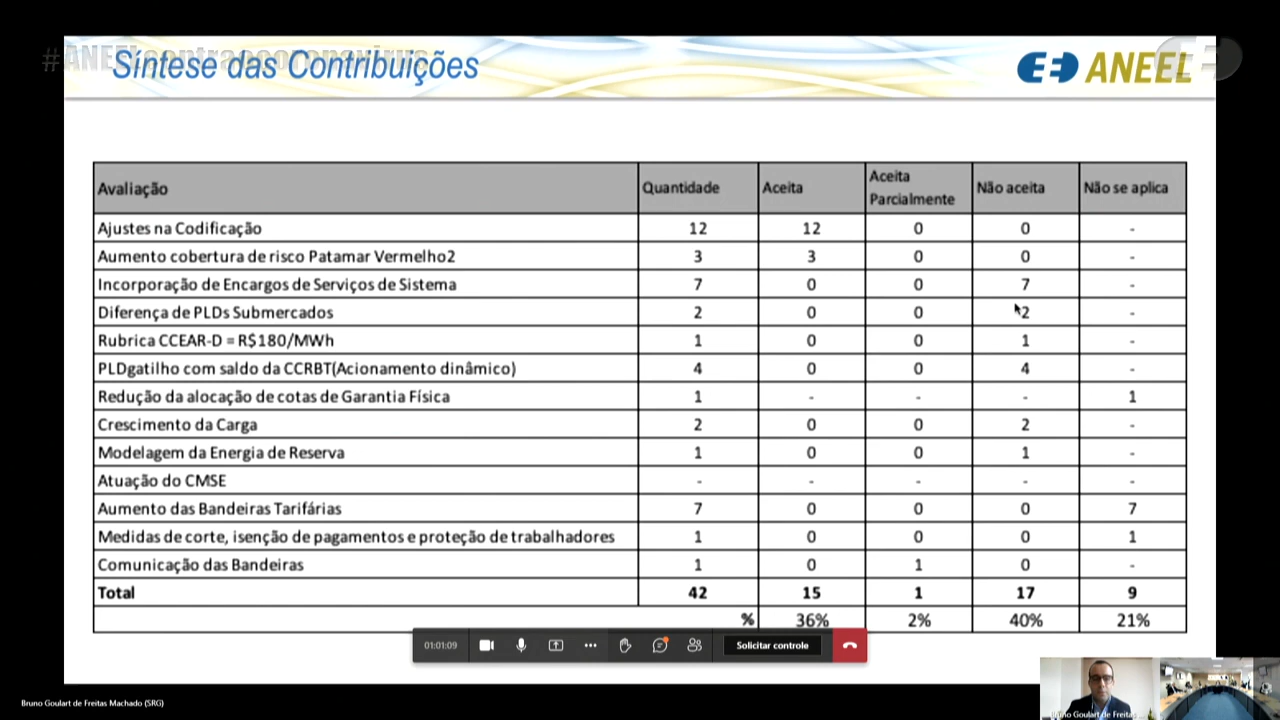 #ANEELcontraocoronavirus
Síntese das Contribuições
ANEEL
Avaliação Quantidade Aceita Aceita Parcialmente Não aceita Não se aplica
Ajustes na Codificação 12 12 0 0 -
Aumento cobertura de risco Patamar Vermelho2 3 3 0 0 -
Incorporação de Encargos de Serviços de Sistema 7 0 0 7 -
Diferença de PLDs Submercados 2 0 0 2 -
Rubrica CCEAR-D = R$180/MWh 1 0 0 1 -
PLDgatilho com saldo da CCRBT(Acionamento dinâmico) 4 0 0 4 -
Redução da alocação de cotas de Garantia Física 1 - - - 1
Crescimento da Carga 2 0 0 2 -
Modelagem da Energia de Reserva 1 0 0 1 -
Atuação do CMSE - - - - -
Aumento das Bandeiras Tarifárias 7 0 0 0 7
Medidas de corte, isenção de pagamentos e proteção de trabalhadores 1 0 0 0 1
Comunicação das Bandeiras 1 0 1 0 -
Total 42 15 1 17 9
% 36% 2% 40% 21%
01:01:09 Solicitar controle
Bruno Goulart de Freitas Machado (SRG)
Bruno Goulart de Freitas